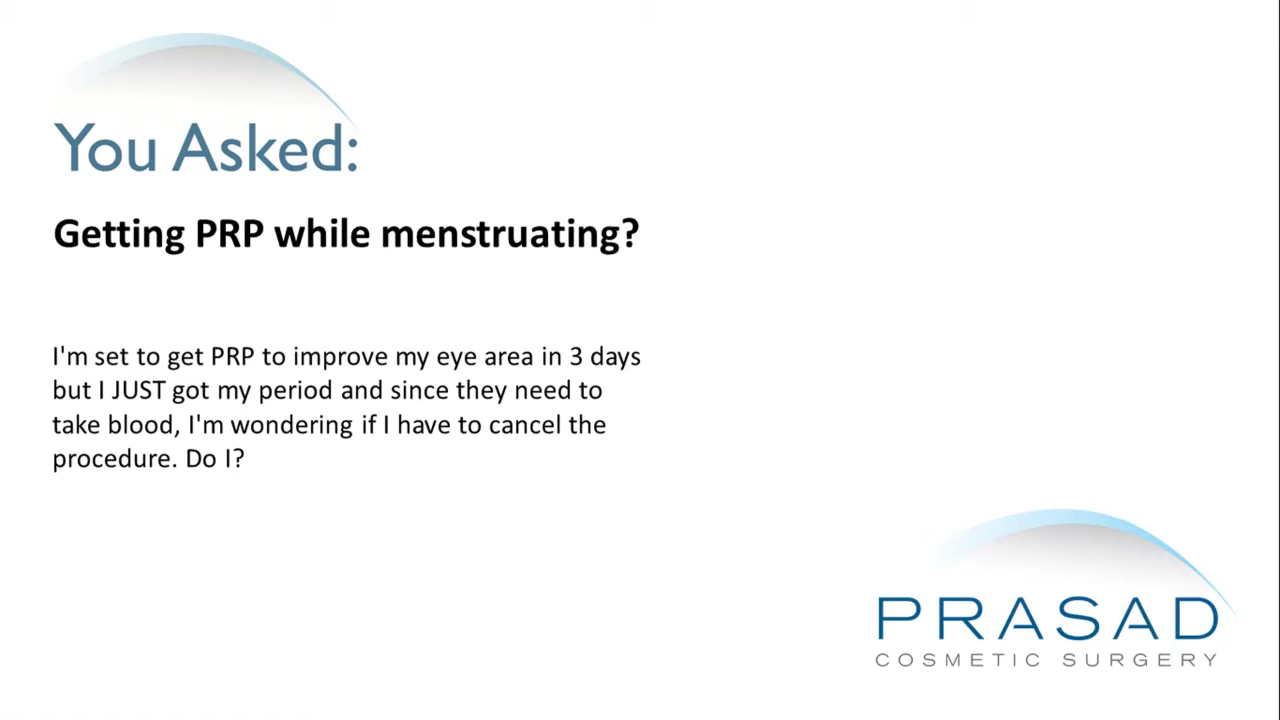 You Asked:
Getting PRP while menstruating?
I'm set to get PRP to improve my eye area in 3 days
but I JUST got my period and since they need to
take blood, I'm wondering if I have to cancel the
procedure. Do I?
PRASAD
COSMETIC SURGERY